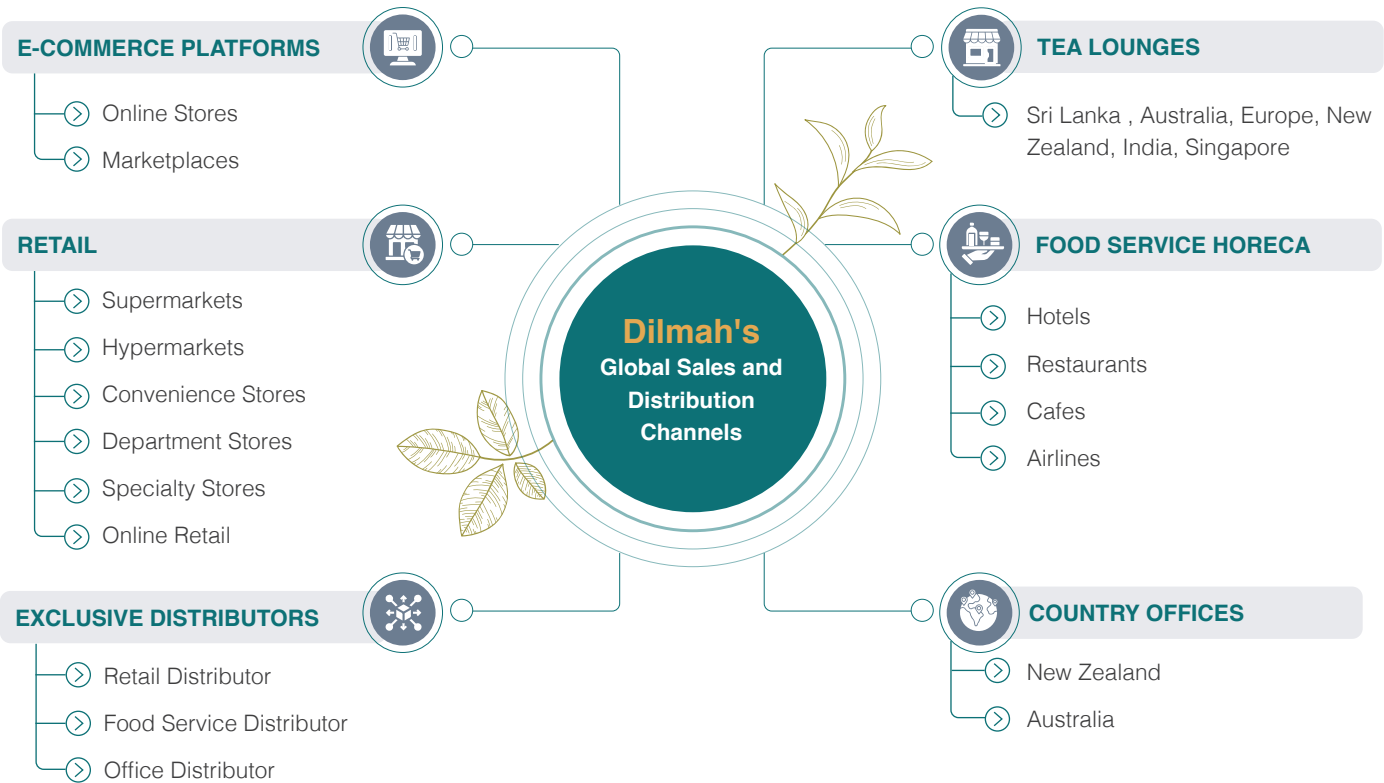 E-COMMERCE PLATFORMS
Online Stores
Marketplaces
RETAIL
Supermarkets
Hypermarkets
Convenience Stores
Department Stores
Specialty Stores
Online Retail
EXCLUSIVE DISTRIBUTORS
Retail Distributor
Food Service Distributor
Office Distributor
Dilmah's
Global Sales and
Distribution
Channels
TEA LOUNGES
Sri Lanka , Australia, Europe, New
Zealand, India, Singapore
FOOD SERVICE HORECA
Hotels
Restaurants
Cafes
Airlines
COUNTRY OFFICES
New Zealand
Australia